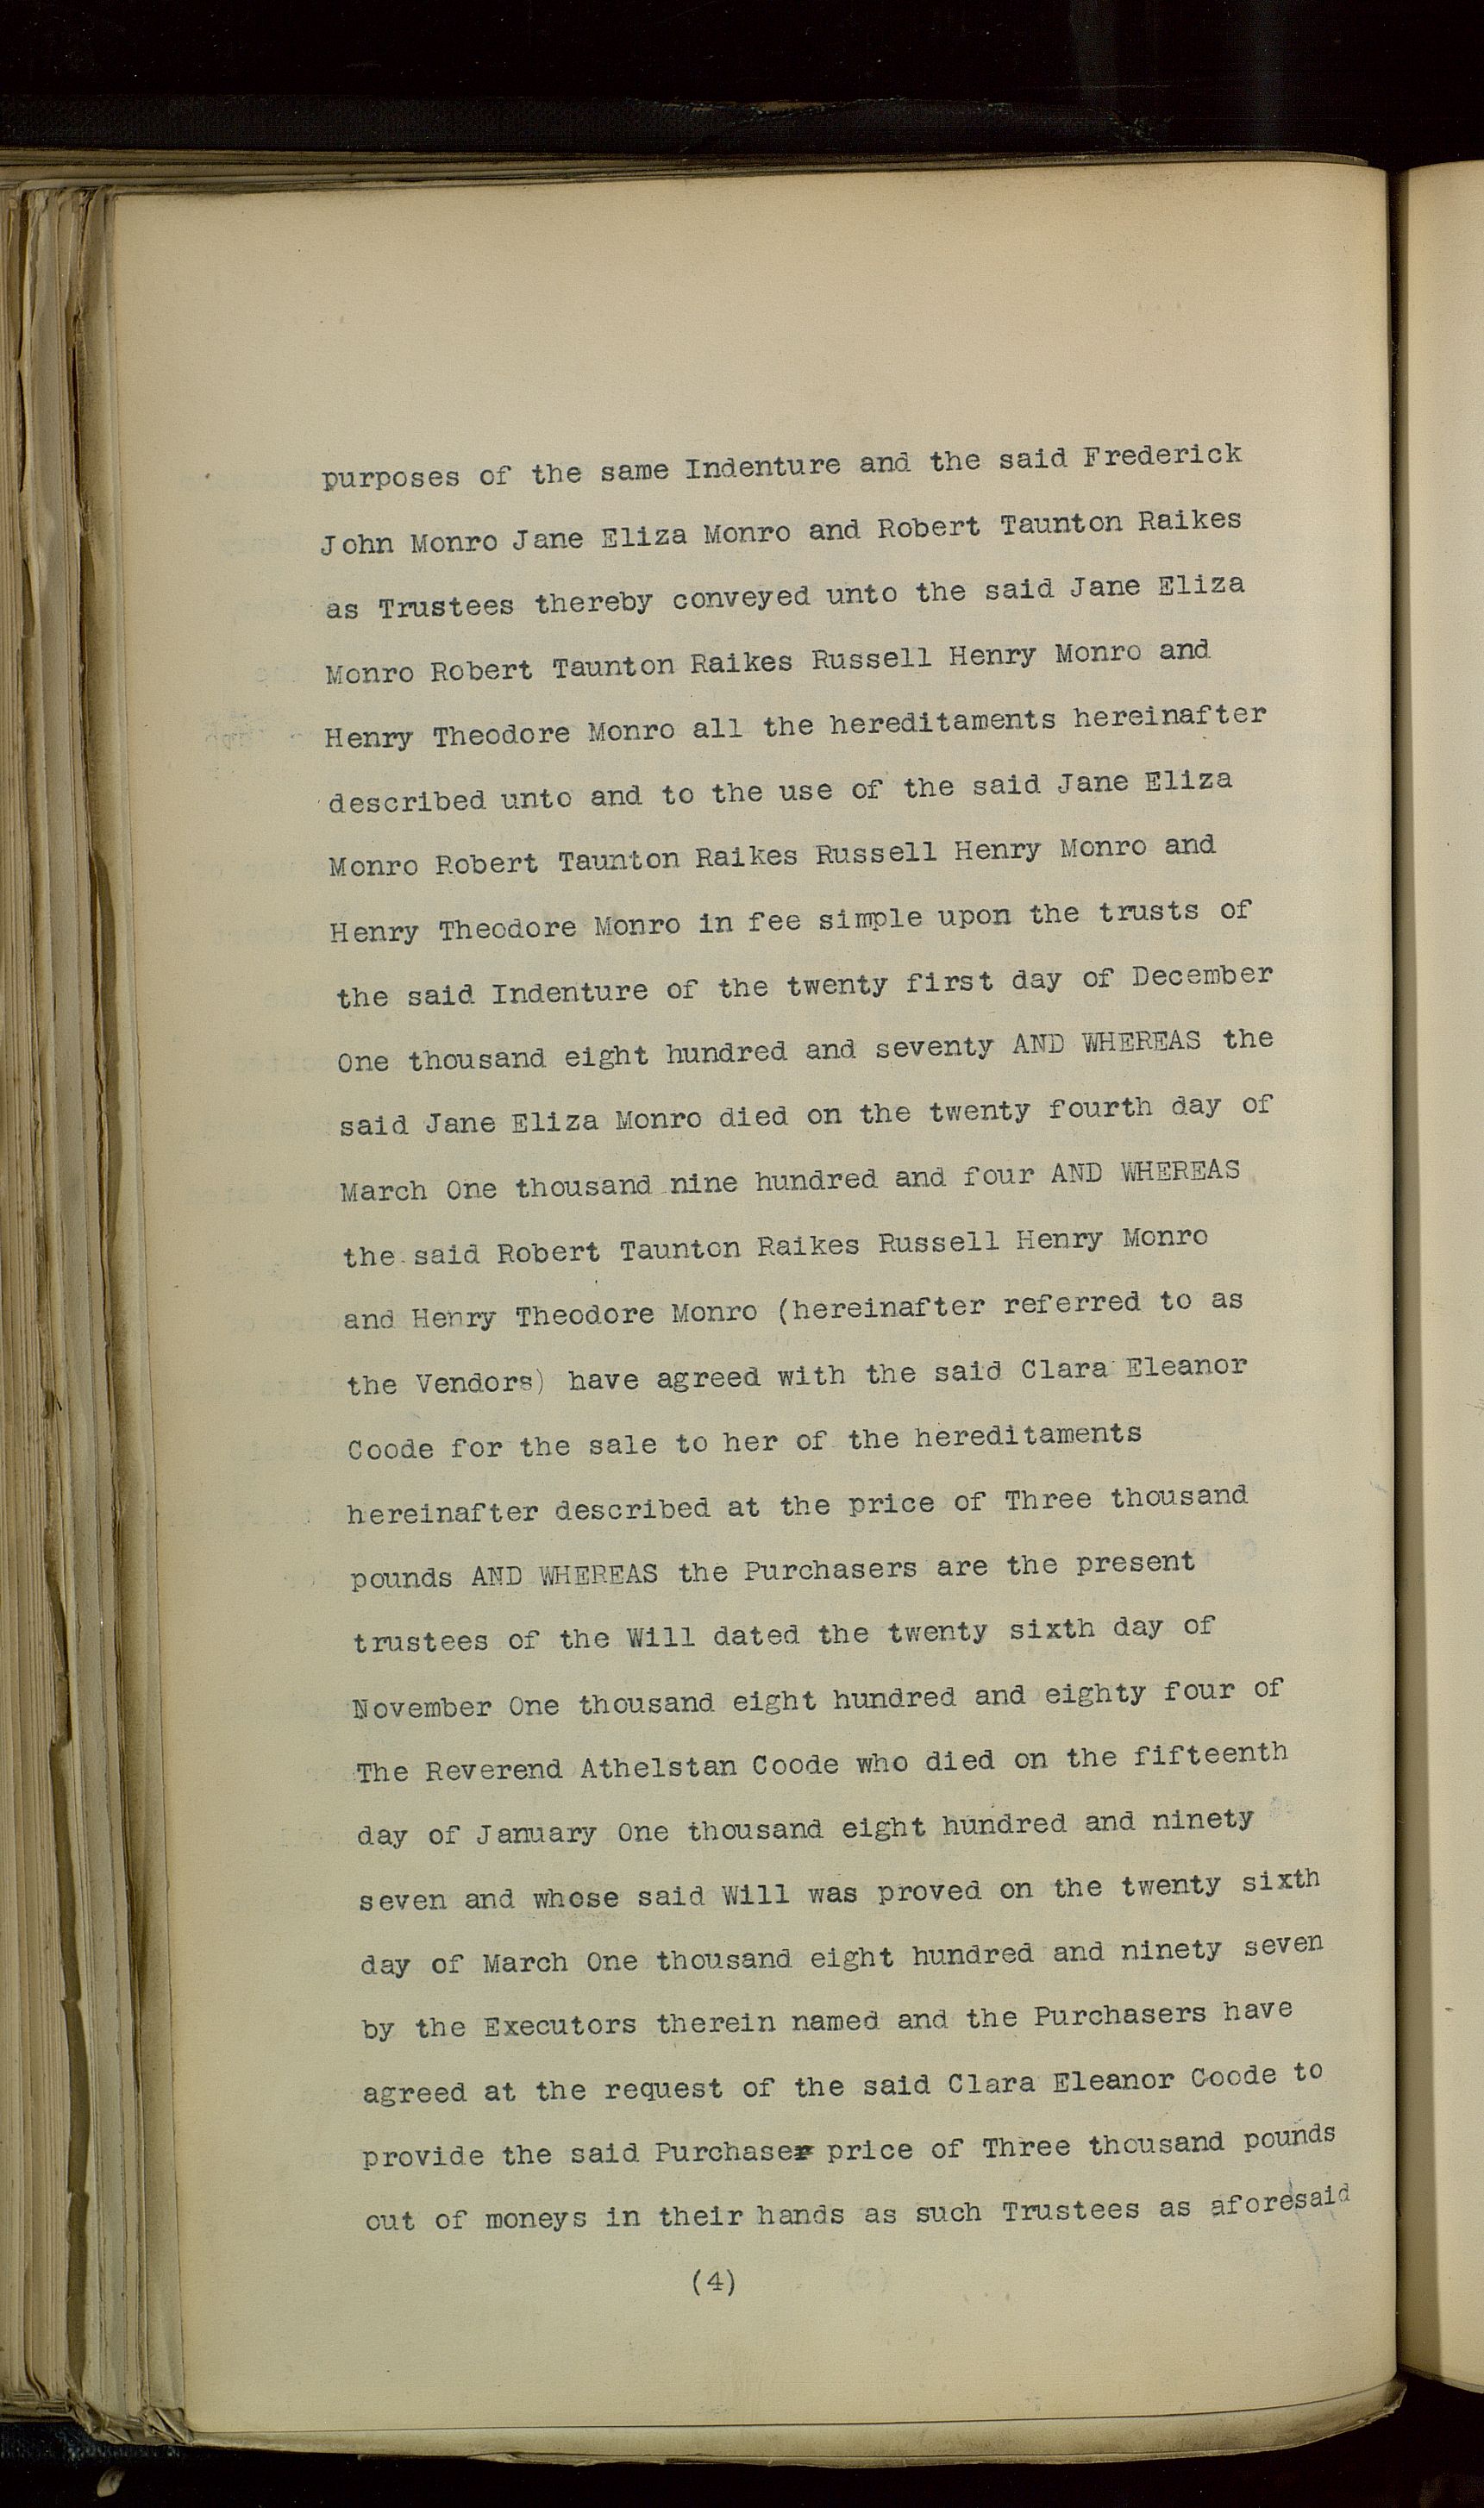 purposes of the same Indenture and the said Frederick
John Monro Jane Eliza Monro and Robert Taunton Raikes
as Trustees thereby conveyed unto the said Jane Eliza
Monro Robert Taunton Raikes Russell Henry Monro and
Henry Theodore Monro all the hereditaments hereinafter
described unto and to the use of the said Jane Eliza
Monro Robert Taunton Raikes Russell Henry Monro and
Henry Theodore Monro in fee simple upon the trusts of
the said Indenture of the twenty first day of December
One thousand eight hundred and seventy AND WHEREAS the
said Jane Eliza Monro died on the twenty fourth day of
March One thousand nine hundred and four AND WHEREAS
the said Robert Taunton Raikes Russell Henry Monro
and Henry Theodore Monro (hereinafter referred to as
the Vendors) have agreed with the said Clara Eleanor
Coode for the sale to her of the hereditaments
hereinafter described at the price of Three thousand
pounds AND WHEREAS the Purchasers are the present
trustees of the Will dated the twenty sixth day of
November One thousand eight hundred and eighty four of
The Reverend Athelstan Coode who died on the fifteenth
day of January One thousand eight hundred and ninety
seven and whose said Will was proved on the twenty sixth
day of March One thousand eight hundred and ninety seven
by the Executors therein named and the Purchasers have
agreed at the request of the said Clara Eleanor Coode to
provide the said Purchaser price of Three thousand pounds
out of moneys in their hands as such Trustees as aforesaid
(4)